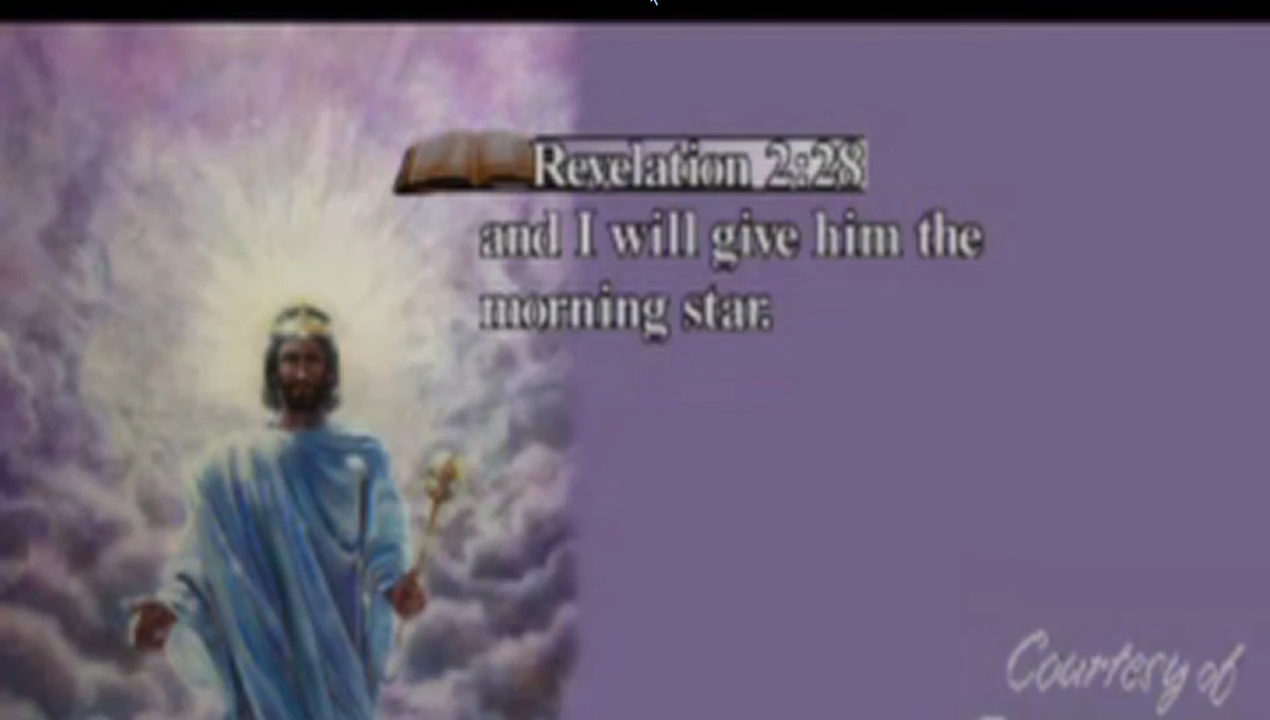 Revelation 2:28
and I will give him the
morning star.
Courtesy of